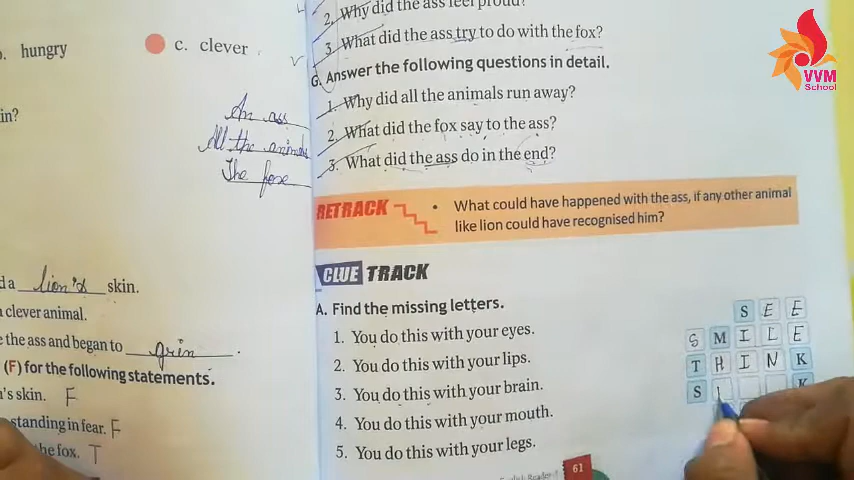 hungry
c. clever
in?
An ass
All the animals
The foxe
d a lion's skin.
clever animal.
e the ass and began to grin.
(F) for the following statements.
's skin. F
standing in fear. F
the fox. T
2. Why did the ass feel proud?
3. What did the ass try to do with the fox?
G. Answer the following questions in detail.
1. Why did all the animals run away?
2. What did the fox say to the ass?
3. What did the ass do in the end?
RETRACK
• What could have happened with the ass, if any other animal
like lion could have recognised him?
CLUE TRACK
A. Find the missing letters.
1. You do this with your eyes.
2. You do this with your lips.
3. You do this with your brain.
4. You do this with your mouth.
5. You do this with your legs.
S E E
S M I L E
T H I N K
S K
61
VVM
School